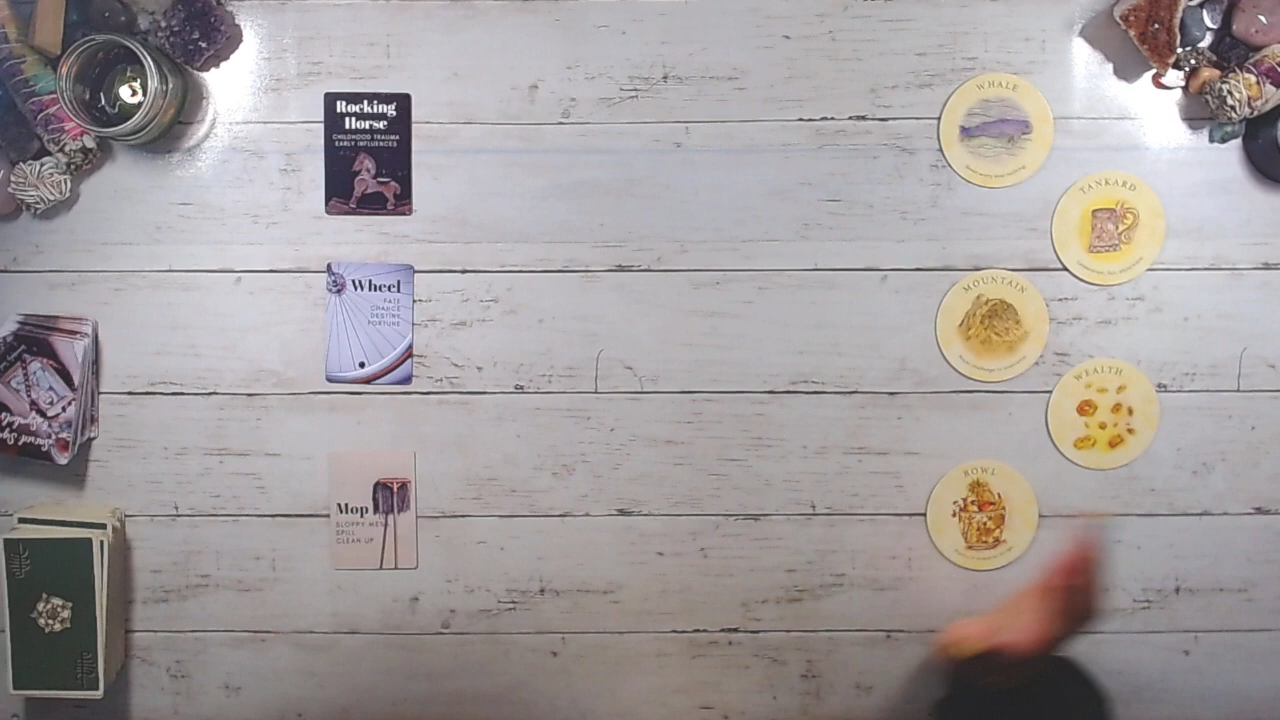 Rocking
Horse
CHILDHOOD TRAUMA
EARLY INFLUENCES
Wheel
FATE
CHANCE
DESTINY
FORTUNE
Mop
SLOPPY MESS
SPILL
CLEAN UP
WHALE
TANKARD
MOUNTAIN
WEALTH
BOWL